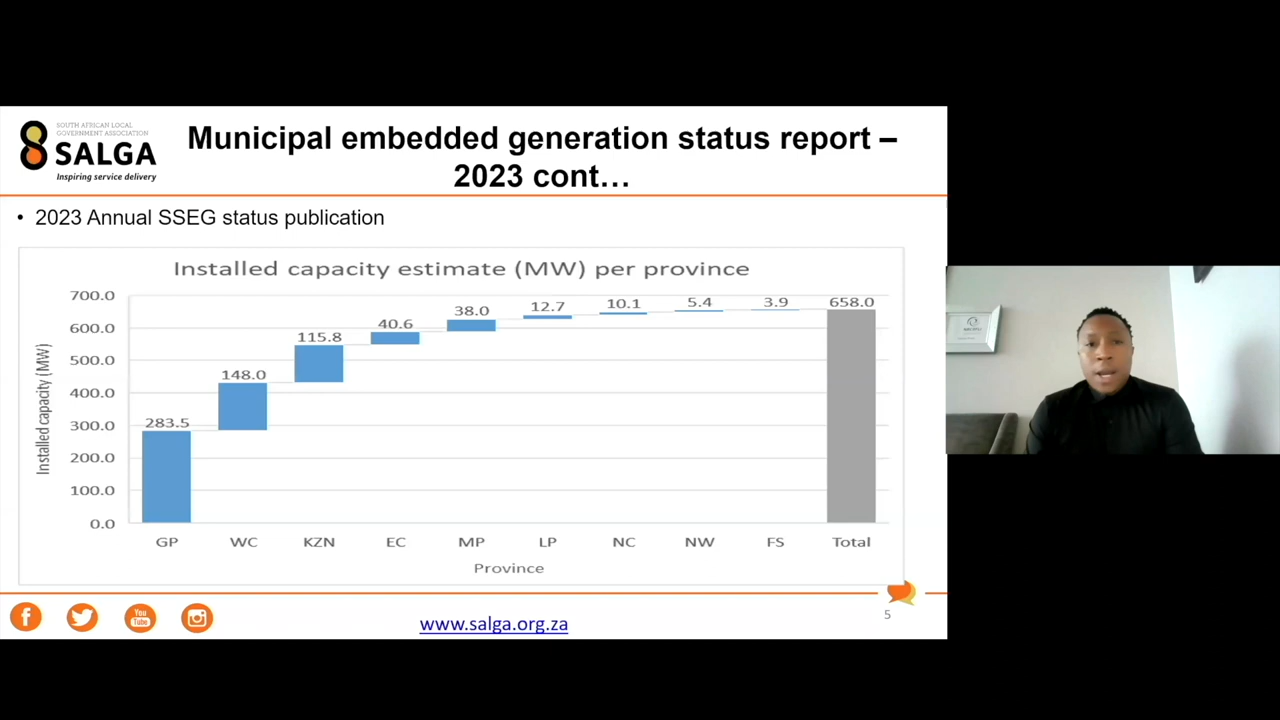 SOUTH AFRICAN LOCAL
GOVERNMENT ASSOCIATION
SALGA
Inspiring service delivery
Municipal embedded generation status report –
2023 cont…
• 2023 Annual SSEG status publication
Installed capacity estimate (MW) per province
Installed capacity (MW)
700.0
600.0
500.0
400.0
300.0
200.0
100.0
0.0
283.5
148.0
115.8
40.6
38.0
12.7
10.1
5.4
3.9
658.0
GP WC KZN EC MP LP NC NW FS Total
Province
You
Tube
www.salga.org.za
5